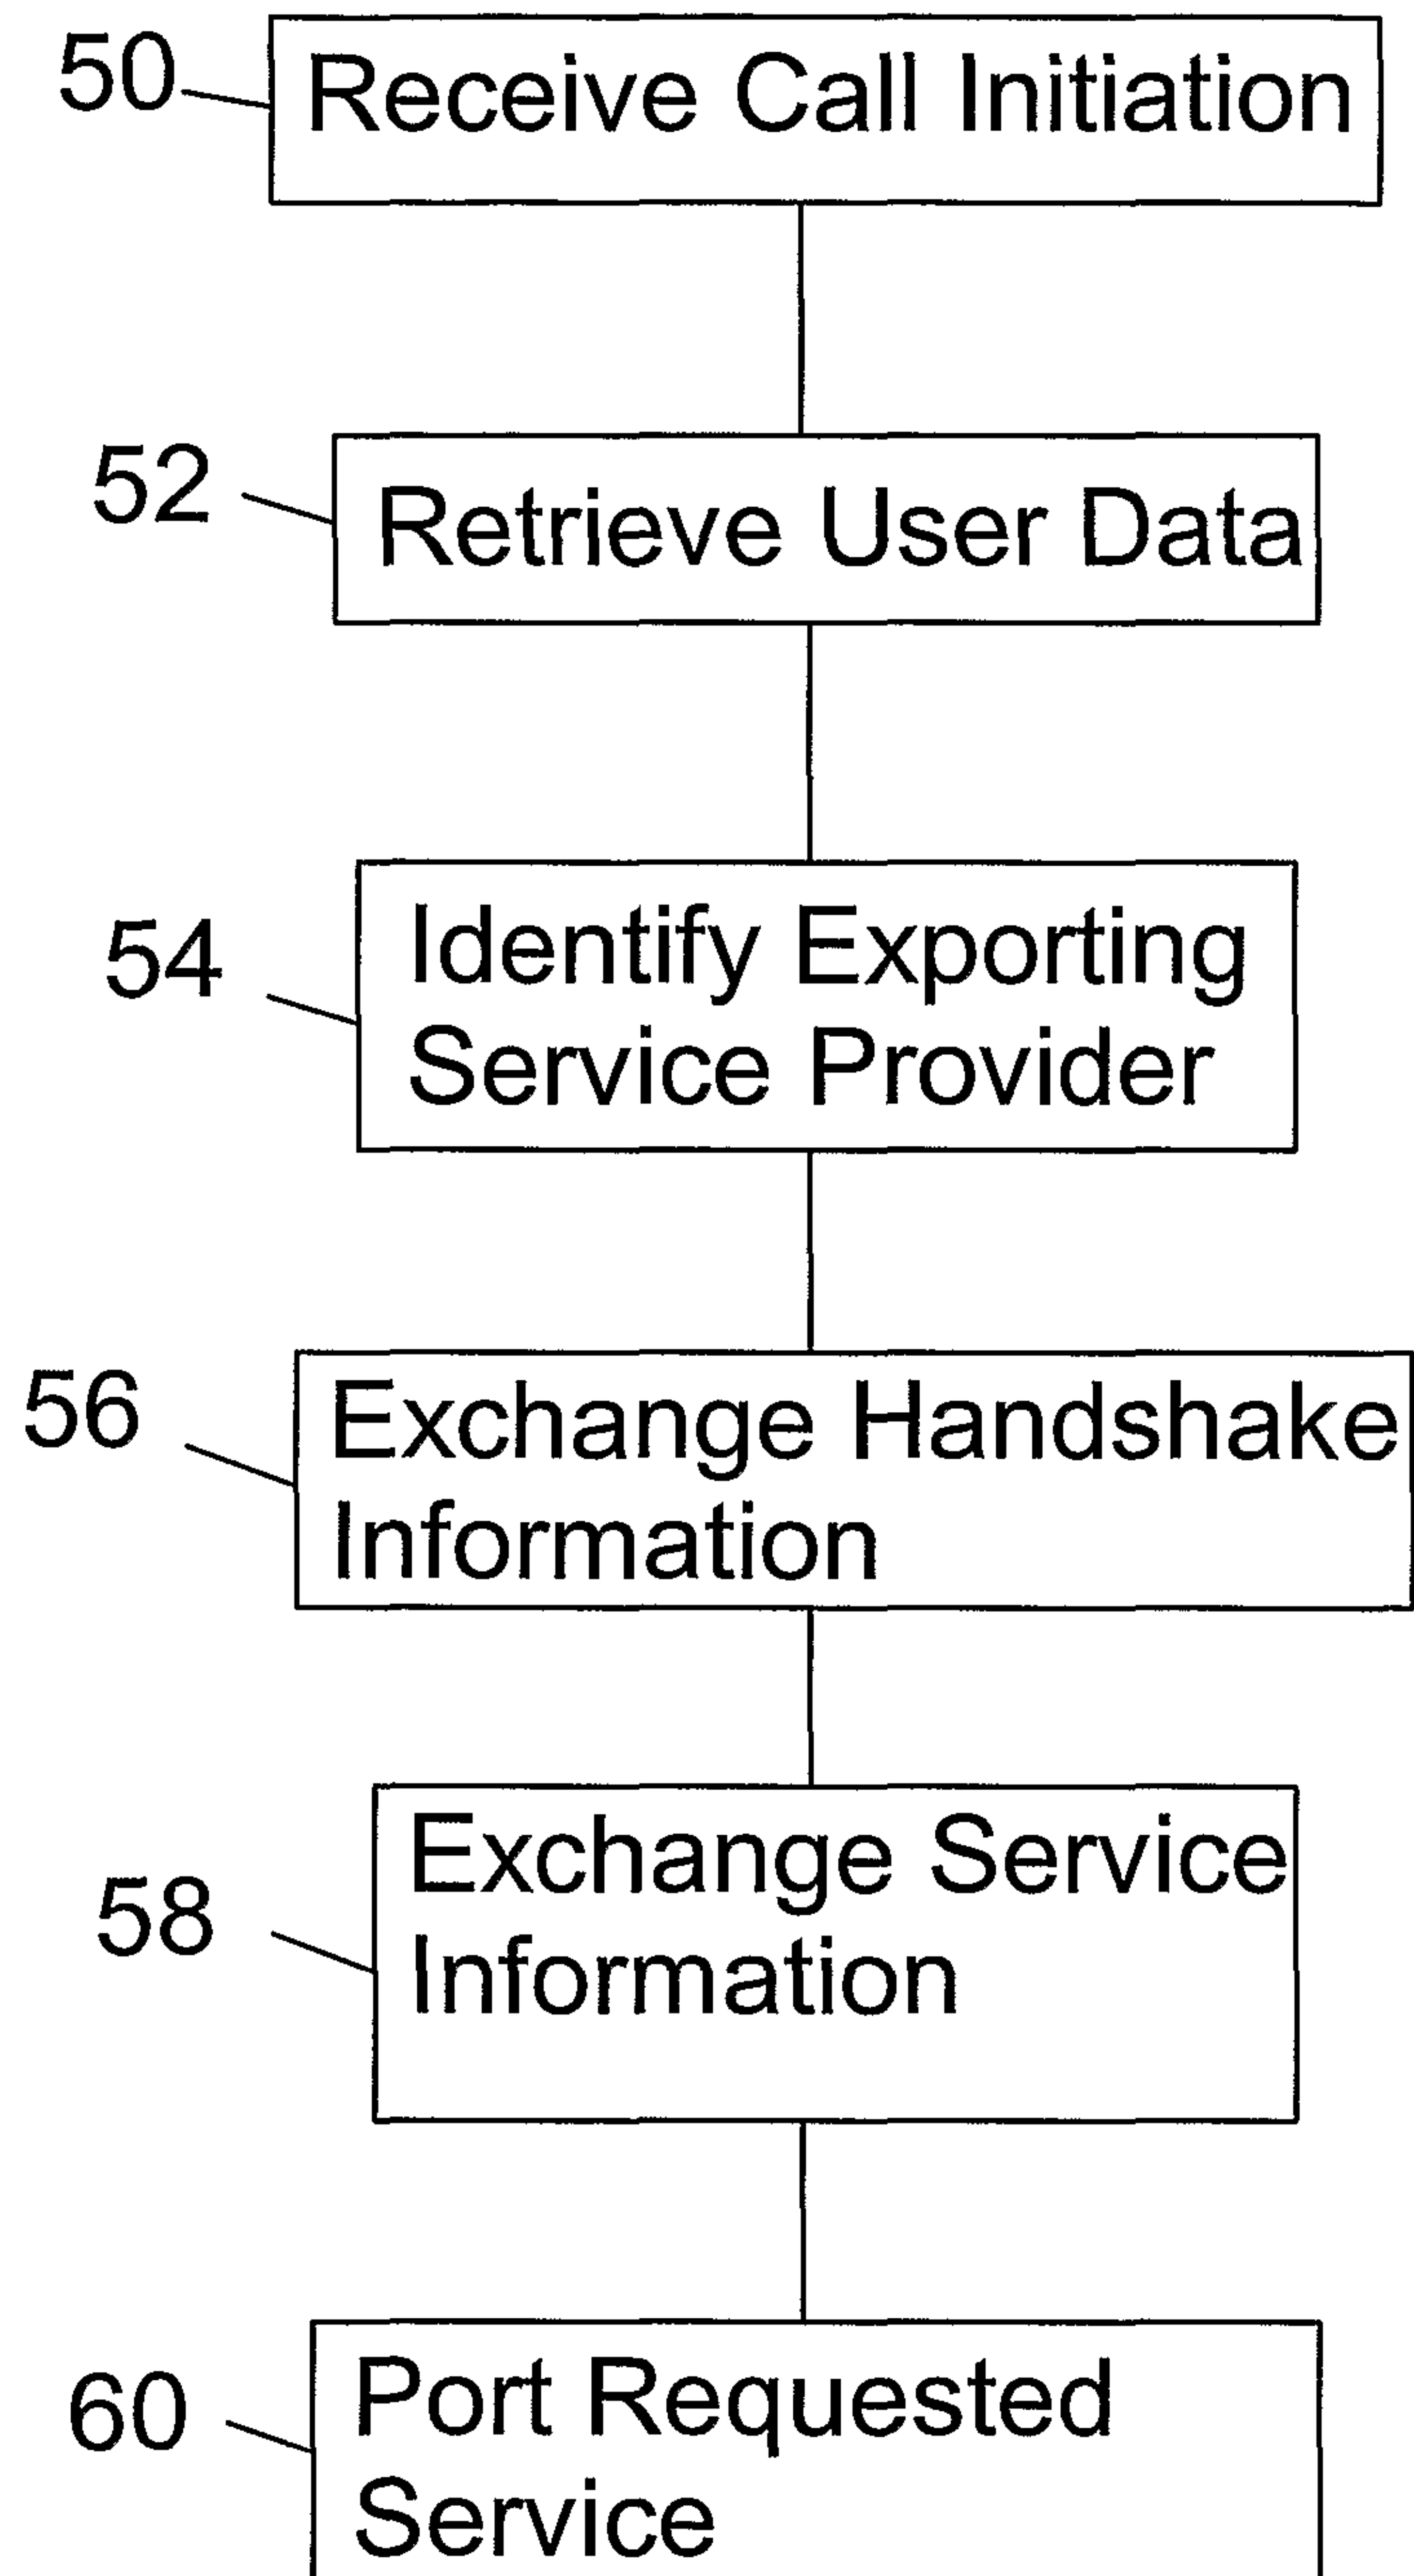 50
Receive Call Initiation
52
Retrieve User Data
54
Identify Exporting
Service Provider
56
Exchange Handshake
Information
58
Exchange Service
Information
60
Port Requested
Service